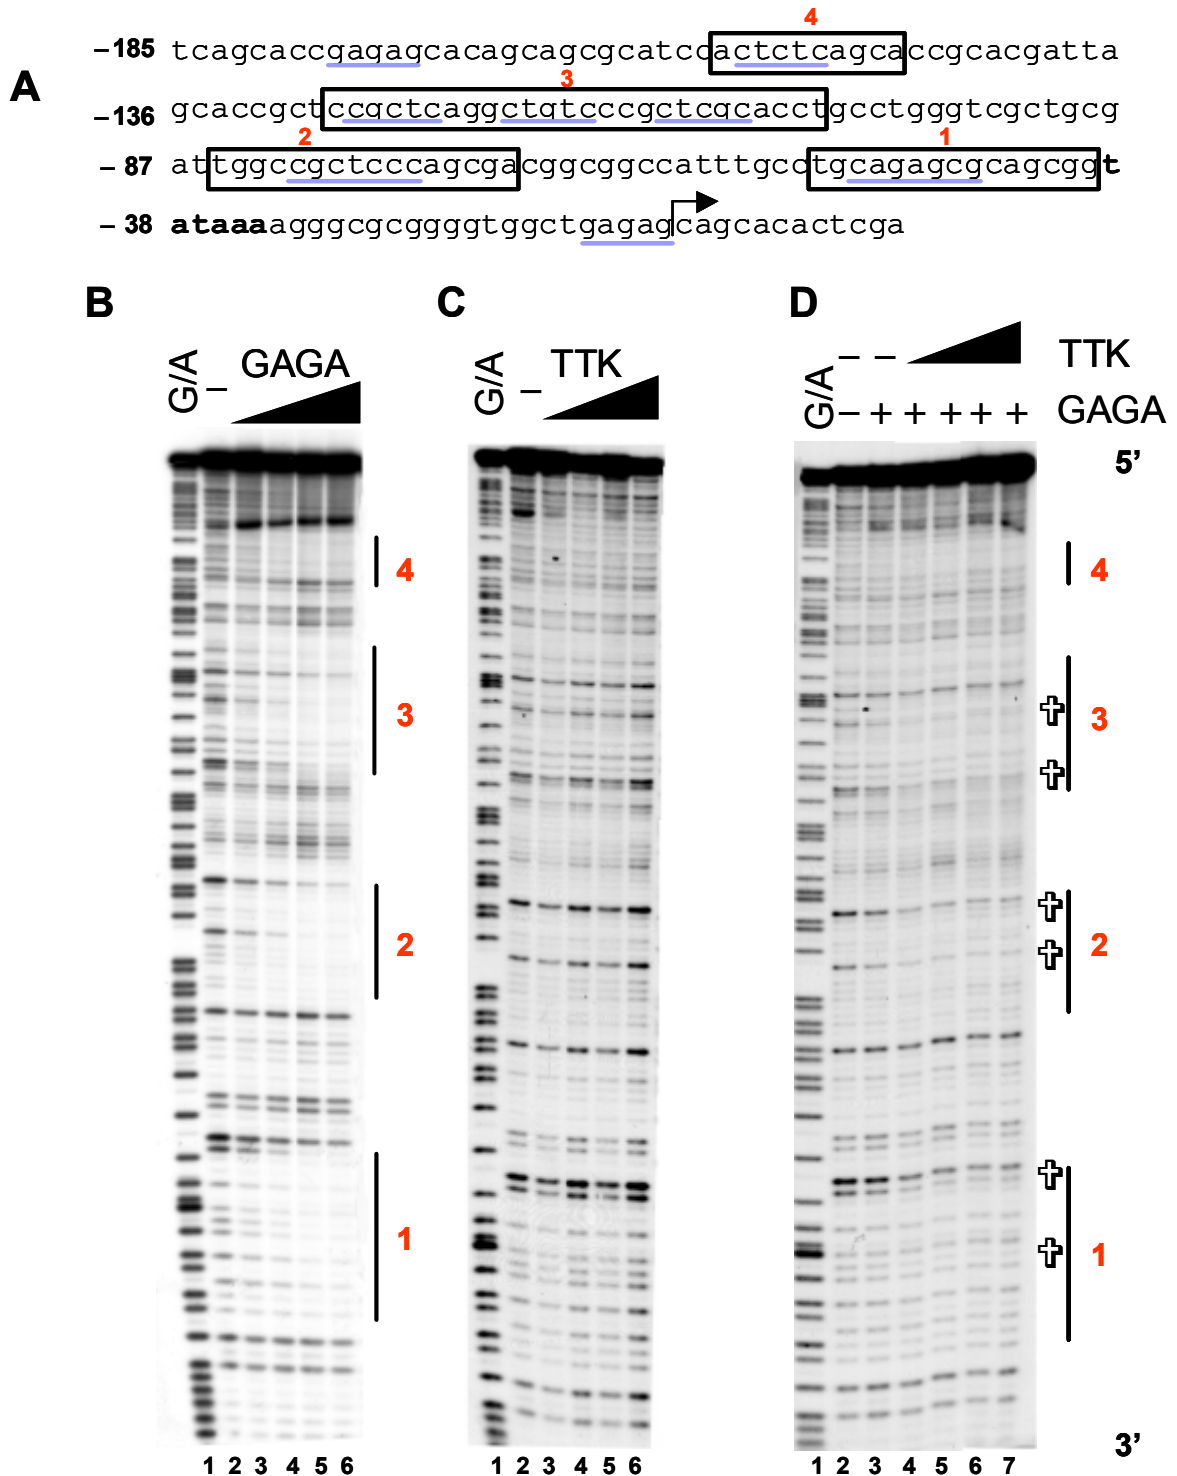 4
–185 tcagcaccgagagcacagcagcgcatccactctcagcaccgcacgatta
A
3
–136 gcaccgctccgctcaggctgtcccgctcgcacctgcctgggtcgctgcg
2 1
– 87 attggccgctcccagcgacggcggccatttgcctgcagagcgcagcggt
– 38 ataaaagggcgcggggtggctgagagcagcacactcga
B C D
G/A – GAGA
G/A – TTK
G/A – – TTK
– + + + + + GAGA
5’
4 4
3 3
2 2
1 1
3’
1 2 3 4 5 6
1 2 3 4 5 6
1 2 3 4 5 6 7